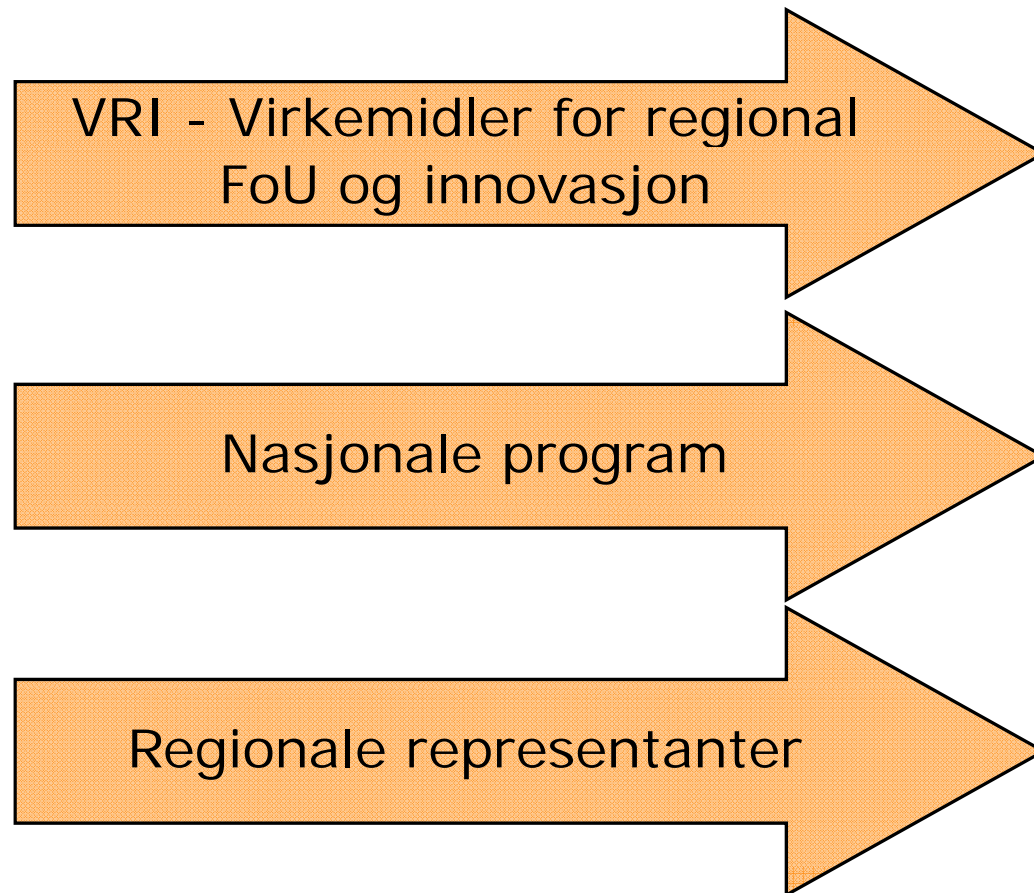 VRI - Virkemidler for regional
FoU og innovasjon
Nasjonale program
Regionale representanter